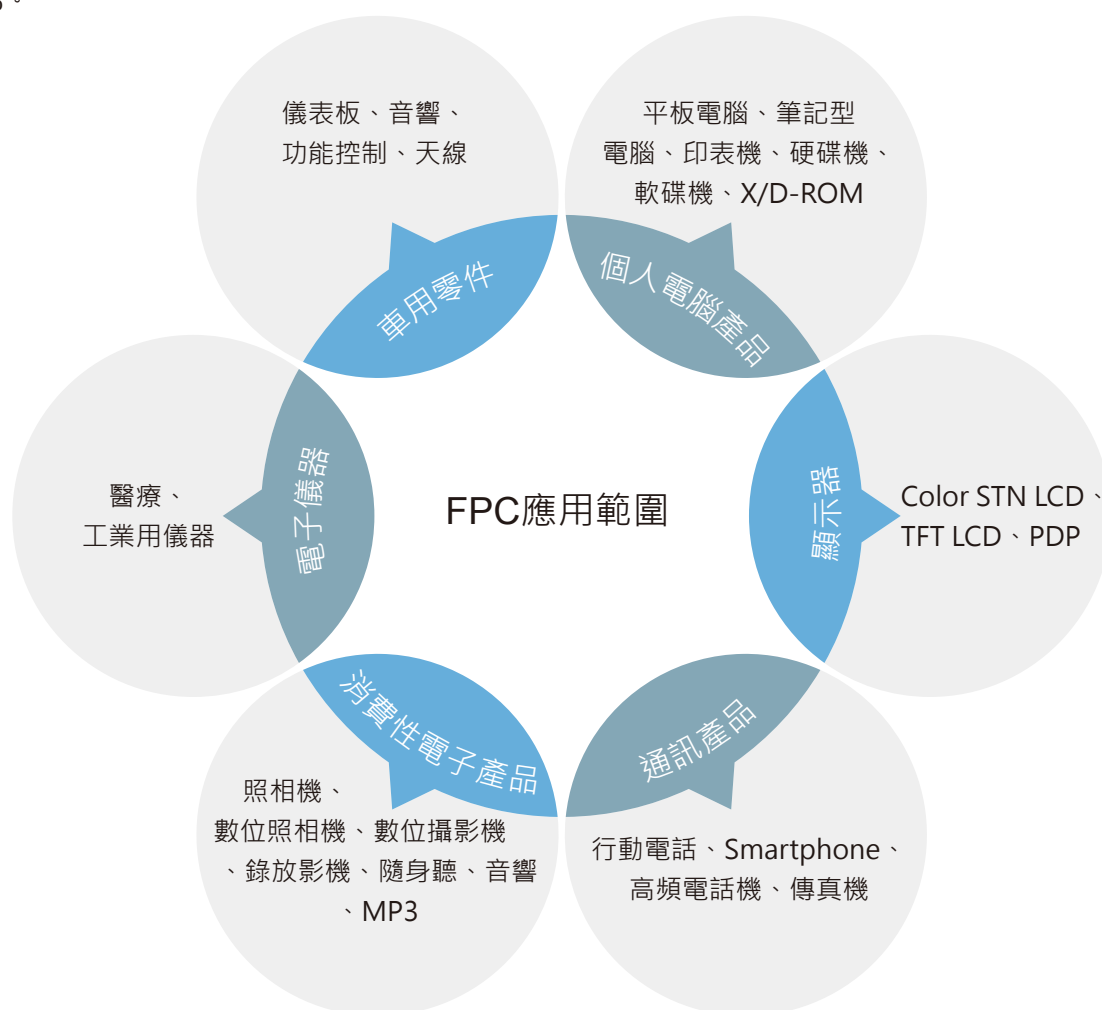 儀表板、音響、
功能控制、天線
車用零件
平板電腦、筆記型
電腦、印表機、硬碟機、
軟碟機、X/D-ROM
個人電腦產品
電子儀器
醫療、
工業用儀器
FPC應用範圍
顯示器
Color STN LCD、
TFT LCD、PDP
消費性電子產品
照相機、
數位照相機、數位攝影機
、錄放影機、隨身聽、音響
、MP3
通訊產品
行動電話、Smartphone、
高頻電話機、傳真機